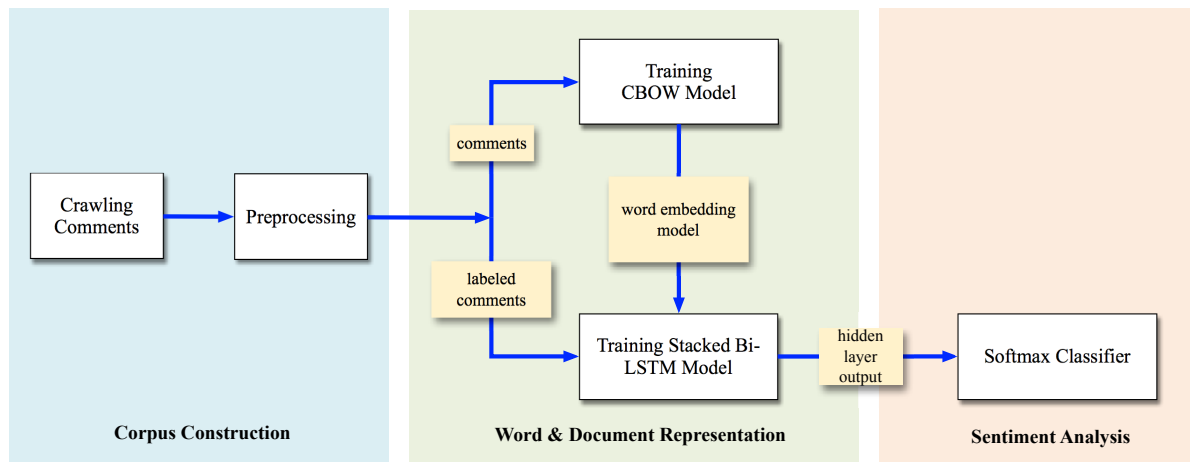 Crawling
Comments
Preprocessing
comments
labeled
comments
Training
CBOW Model
word embedding
model
Training Stacked Bi-
LSTM Model
hidden
layer
output
Softmax Classifier
Corpus Construction
Word & Document Representation
Sentiment Analysis